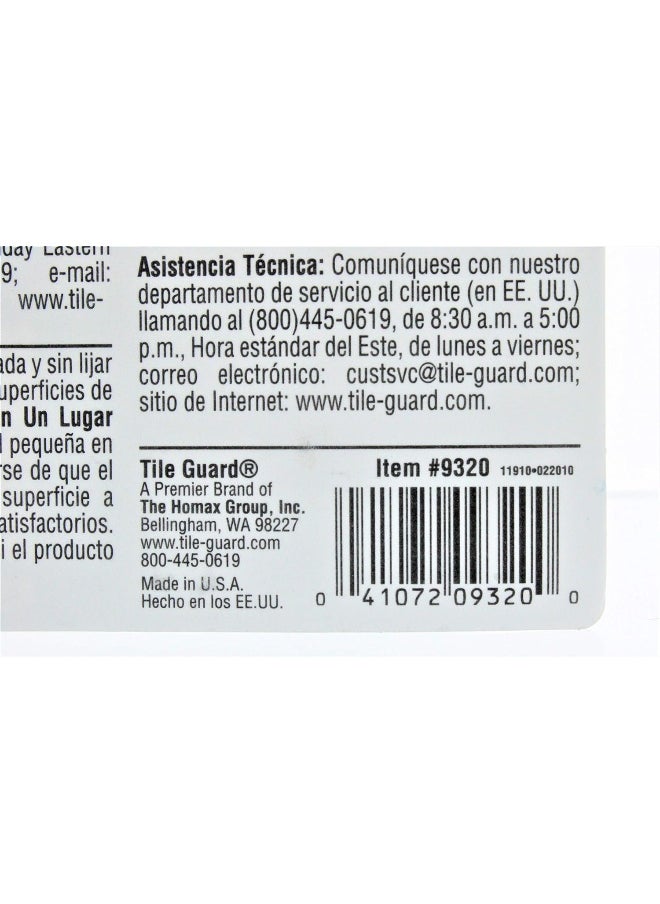 Eastern
9; e-mail:
www.tile-
ada y sin lijar
uperficies de
n Un Lugar
l pequeña en
rse de que el
superficie a
atisfactorios.
i el producto
Asistencia Técnica: Comuníquese con nuestro
departamento de servicio al cliente (en EE. UU.)
llamando al (800)445-0619, de 8:30 a.m. a 5:00
p.m., Hora estándar del Este, de lunes a viernes;
correo electrónico: custsvc@tile-guard.com;
sitio de Internet: www.tile-guard.com.
Tile Guard®
A Premier Brand of
The Homax Group, Inc.
Bellingham, WA 98227
www.tile-guard.com
800-445-0619
Made in U.S.A.
Hecho en los EE.UU.
Item #9320 11910•022010
0 41072 09320 0